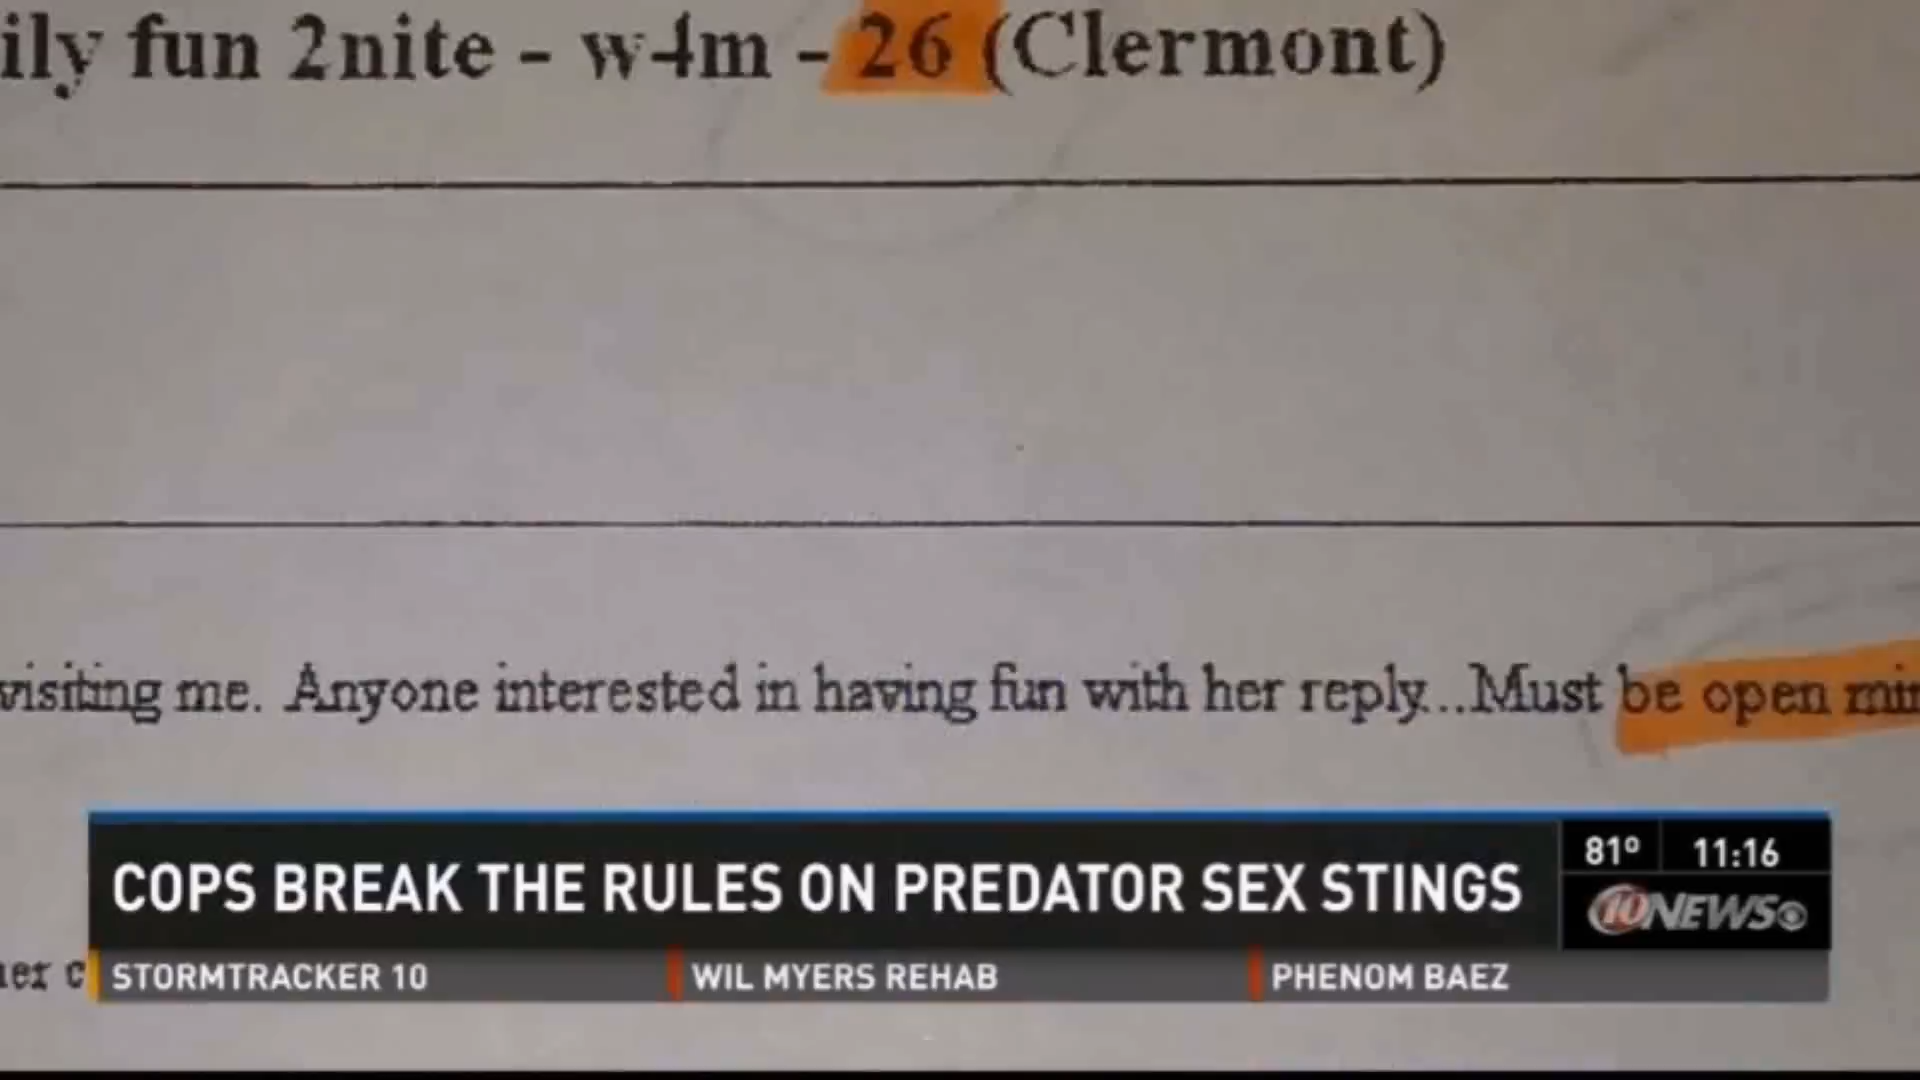 ily fun 2nite - w4m - 26 (Clermont)
visiting me. Anyone interested in having fun with her reply...Must be open min
COPS BREAK THE RULES ON PREDATOR SEX STINGS
81° 11:16
10NEWS
her c
STORMTRACKER 10 WIL MYERS REHAB PHENOM BAEZ